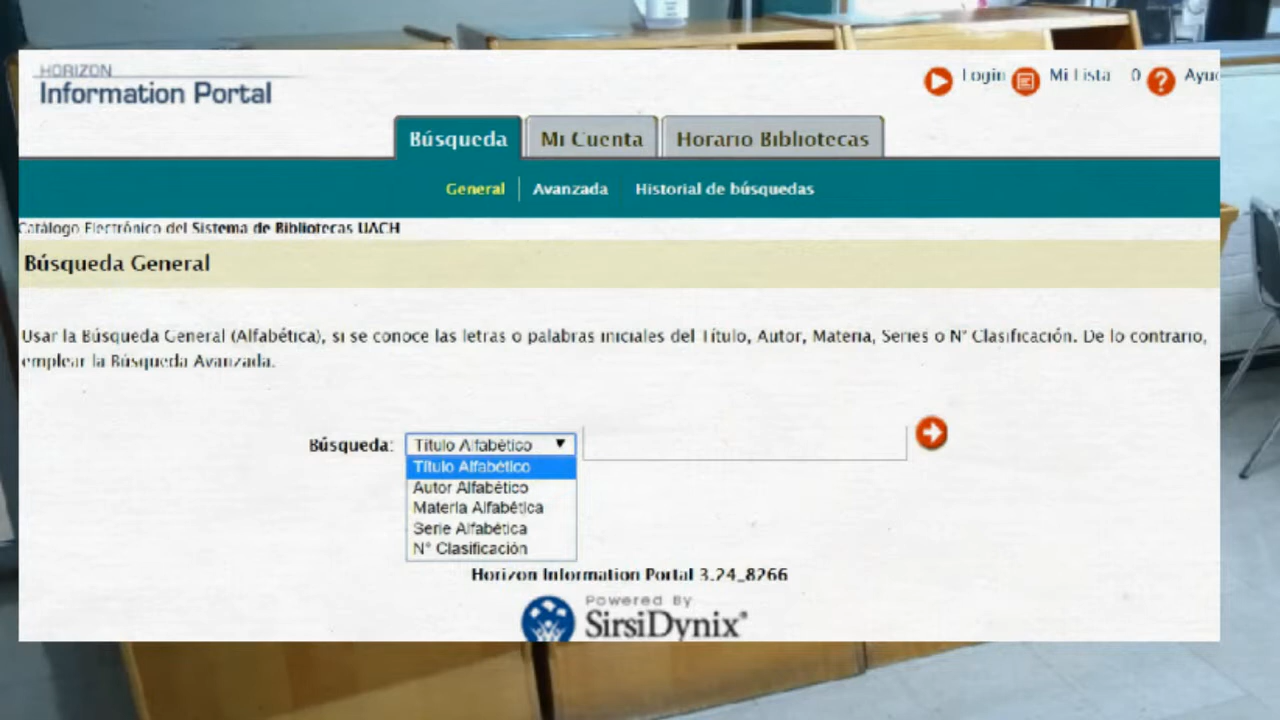 HORIZON
Information Portal
Login Mi Lista 0 ? Ayu
Búsqueda Mi Cuenta Horario Bibliotecas
General Avanzada Historial de búsquedas
Catálogo Electrónico del Sistema de Bibliotecas UACH
Búsqueda General
Usar la Búsqueda General (Alfabética), si se conoce las letras o palabras iniciales del Título, Autor, Materia, Series o N° Clasificación. De lo contrario,
emplear la Búsqueda Avanzada.
Búsqueda: Título Alfabético
Título Alfabético
Autor Alfabético
Materia Alfabética
Serie Alfabética
N° Clasificación
Horizon Information Portal 3.24_8266
Powered By
SirsiDynix®